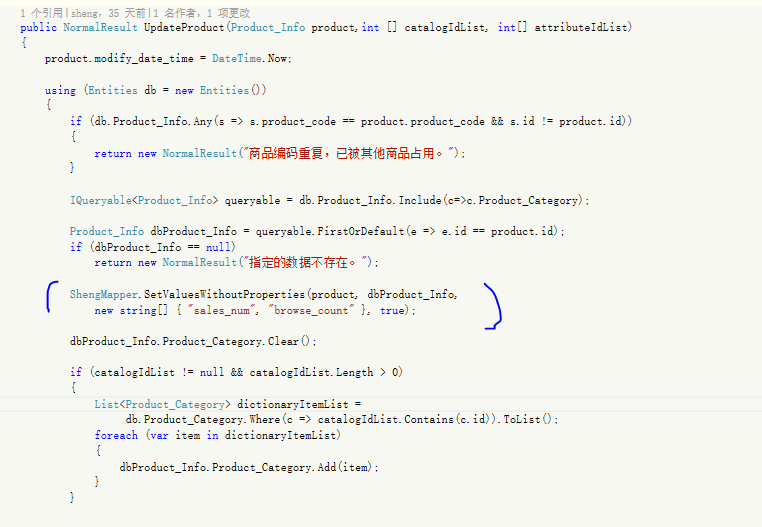 1 个引用|sheng，35 天前|1 名作者，1 项更改
public NormalResult UpdateProduct(Product_Info product,int [] catalogIdList, int[] attributeIdList)
{
product.modify_date_time = DateTime.Now;
using (Entities db = new Entities())
{
if (db.Product_Info.Any(s => s.product_code == product.product_code && s.id != product.id))
{
return new NormalResult("商品编码重复，已被其他商品占用。");
}
IQueryable<Product_Info> queryable = db.Product_Info.Include(c=>c.Product_Category);
Product_Info dbProduct_Info = queryable.FirstOrDefault(e => e.id == product.id);
if (dbProduct_Info == null)
return new NormalResult("指定的数据不存在。");
ShengMapper.SetValuesWithoutProperties(product, dbProduct_Info,
new string[] { "sales_num", "browse_count" }, true);
dbProduct_Info.Product_Category.Clear();
if (catalogIdList != null && catalogIdList.Length > 0)
{
List<Product_Category> dictionaryItemList =
db.Product_Category.Where(c => catalogIdList.Contains(c.id)).ToList();
foreach (var item in dictionaryItemList)
{
dbProduct_Info.Product_Category.Add(item);
}
}